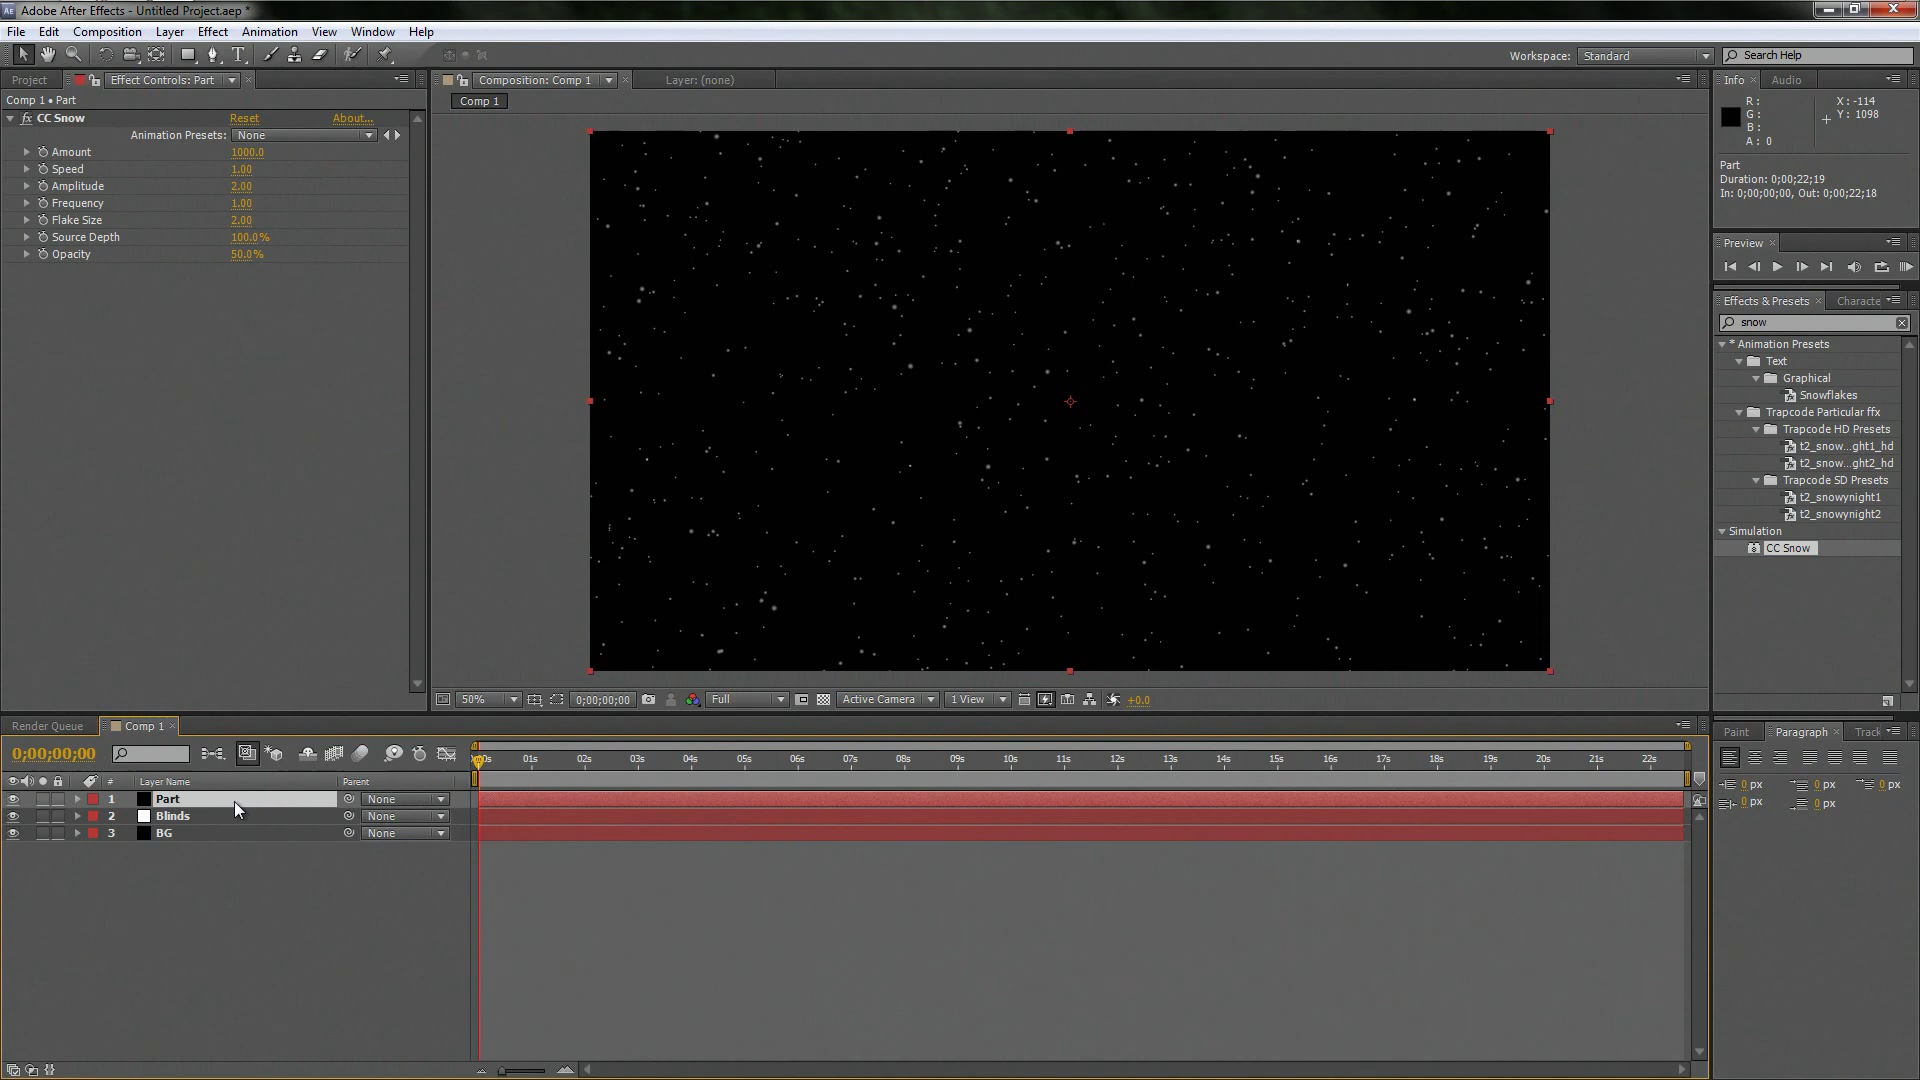 Adobe After Effects - Untitled Project.aep *
File Edit Composition Layer Effect Animation View Window Help
Workspace: Standard Search Help
Project Effect Controls: Part Composition: Comp 1 Layer: (none) Info Audio
Comp 1 • Part
Comp 1
CC Snow Reset About...
Animation Presets: None
Amount 1000.0
Speed 1.00
Amplitude 2.00
Frequency 1.00
Flake Size 2.00
Source Depth 100.0%
Opacity 50.0%
R :
G :
B :
A : 0
X : -114
Y : 1098
Part
Duration: 0;00;22;19
In: 0;00;00;00, Out: 0;00;22;18
Preview
Effects & Presets Characte
snow
* Animation Presets
Text
Graphical
Snowflakes
Trapcode Particular ffx
Trapcode HD Presets
t2_snow...ght1_hd
t2_snow...ght2_hd
Trapcode SD Presets
t2_snowynight1
t2_snowynight2
Simulation
CC Snow
50% 0;00;00;00 Full Active Camera 1 View +0.0
Render Queue Comp 1
Paint Paragraph Track
0;00;00;00
00s 01s 02s 03s 04s 05s 06s 07s 08s 09s 10s 11s 12s 13s 14s 15s 16s 17s 18s 19s 20s 21s 22s
# Layer Name Parent
1 Part None
2 Blinds None
3 BG None
0 px 0 px 0 px
0 px 0 px